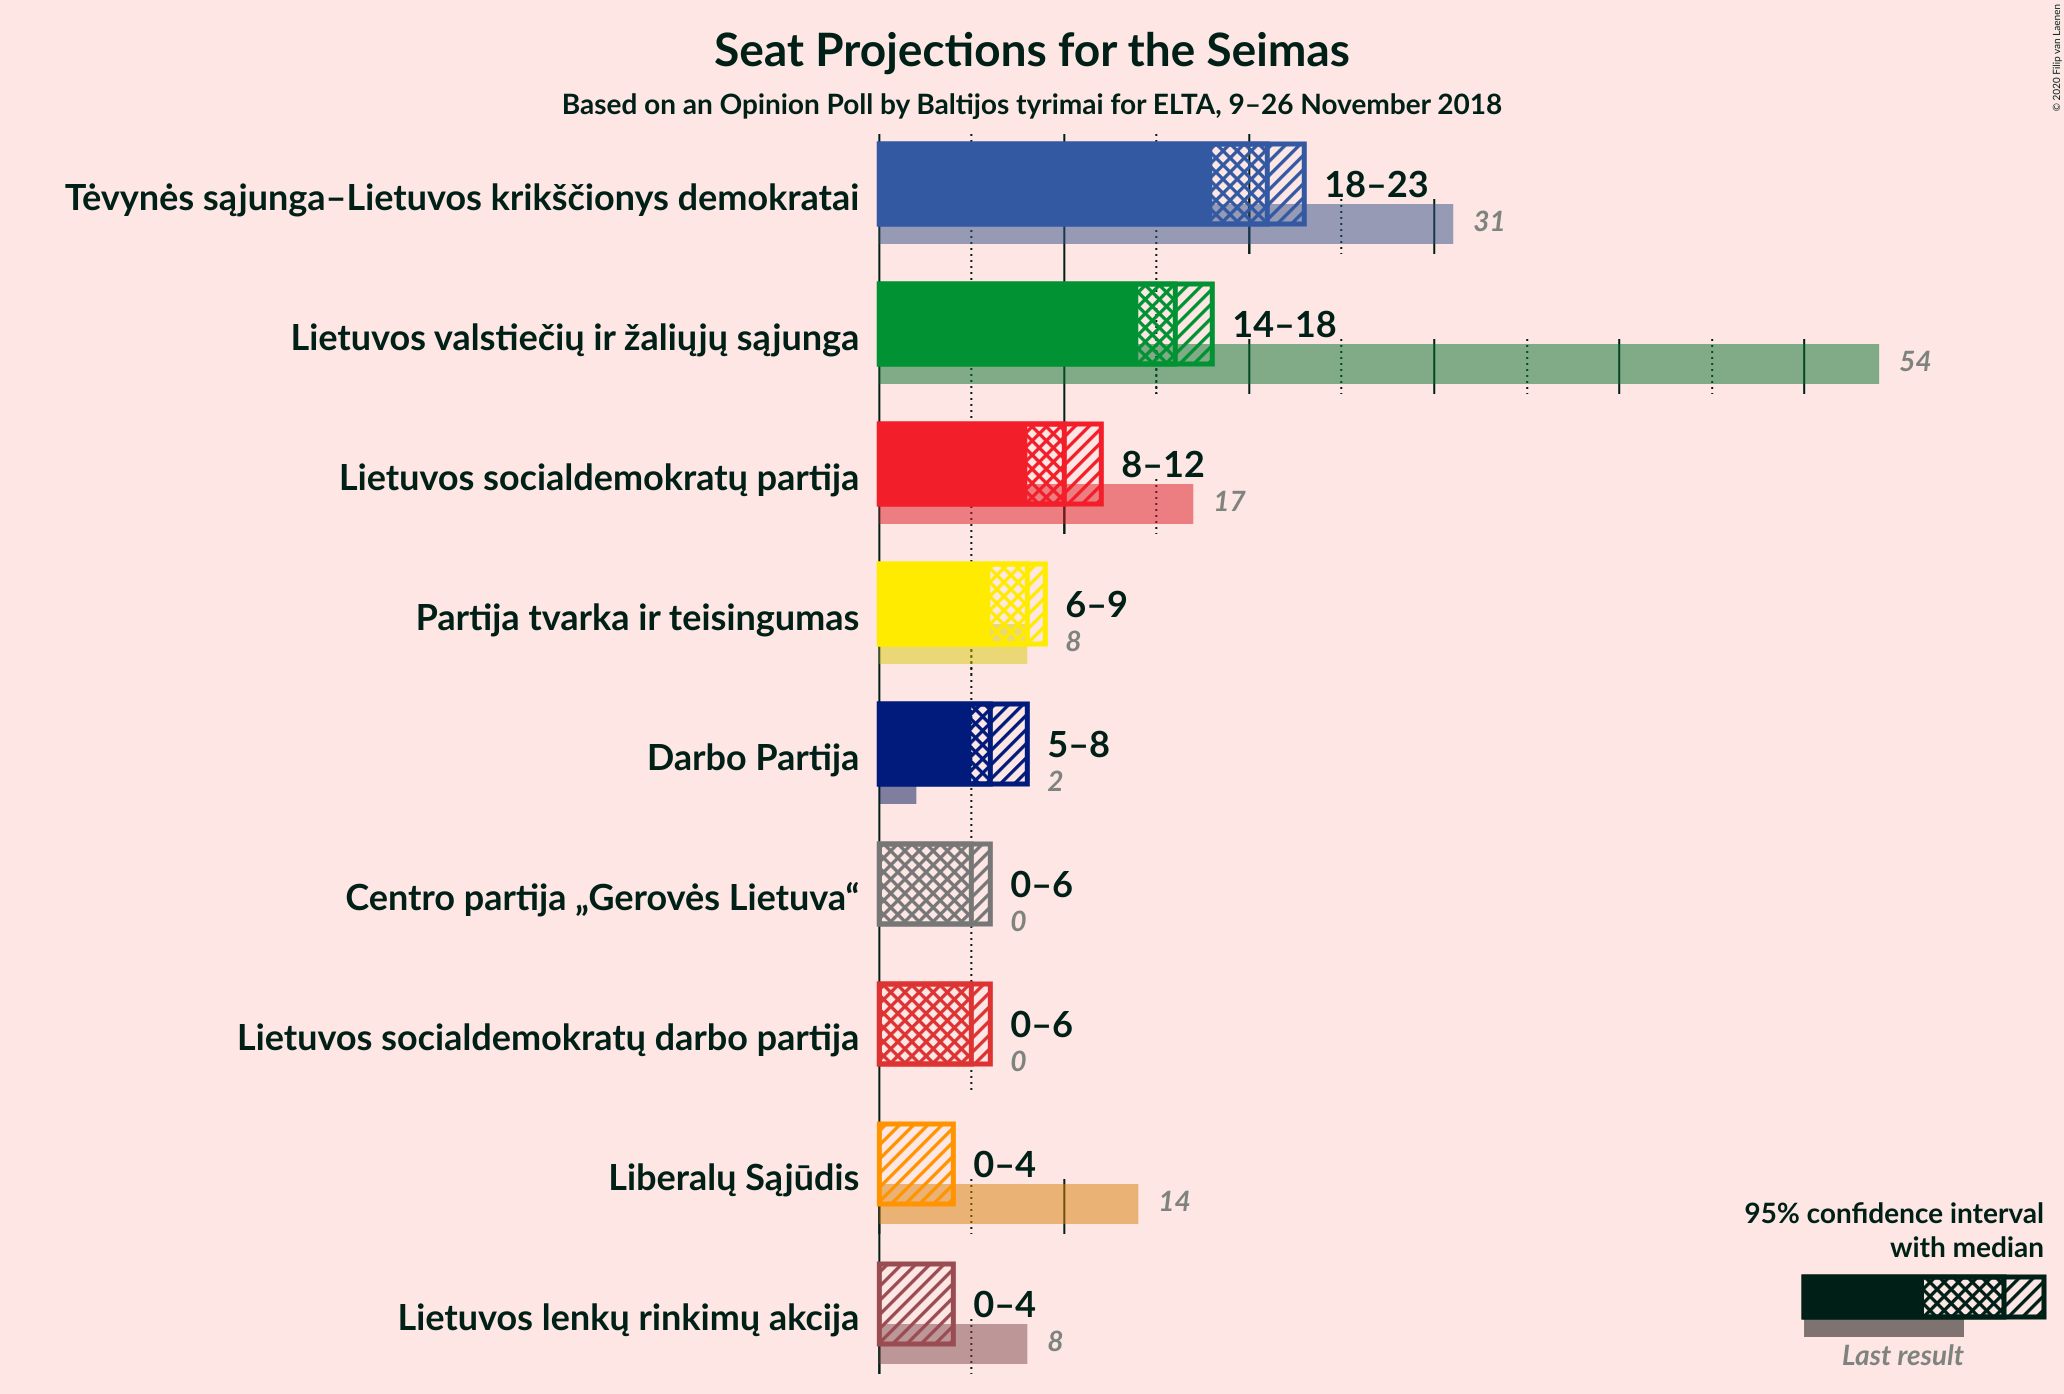 Seat Projections for the Seimas
Based on an Opinion Poll by Baltijos tyrimai for ELTA, 9–26 November 2018
© 2020 Filip van Laenen
Tėvynės sąjunga–Lietuvos krikščionys demokratai
18–23
31
Lietuvos valstiečių ir žaliųjų sąjunga
14–18
54
Lietuvos socialdemokratų partija
8–12
17
Partija tvarka ir teisingumas
6–9
8
Darbo Partija
5–8
2
Centro partija „Gerovės Lietuva“
0–6
0
Lietuvos socialdemokratų darbo partija
0–6
0
Liberalų Sąjūdis
0–4
14
Lietuvos lenkų rinkimų akcija
0–4
8
95% confidence interval
with median
Last result